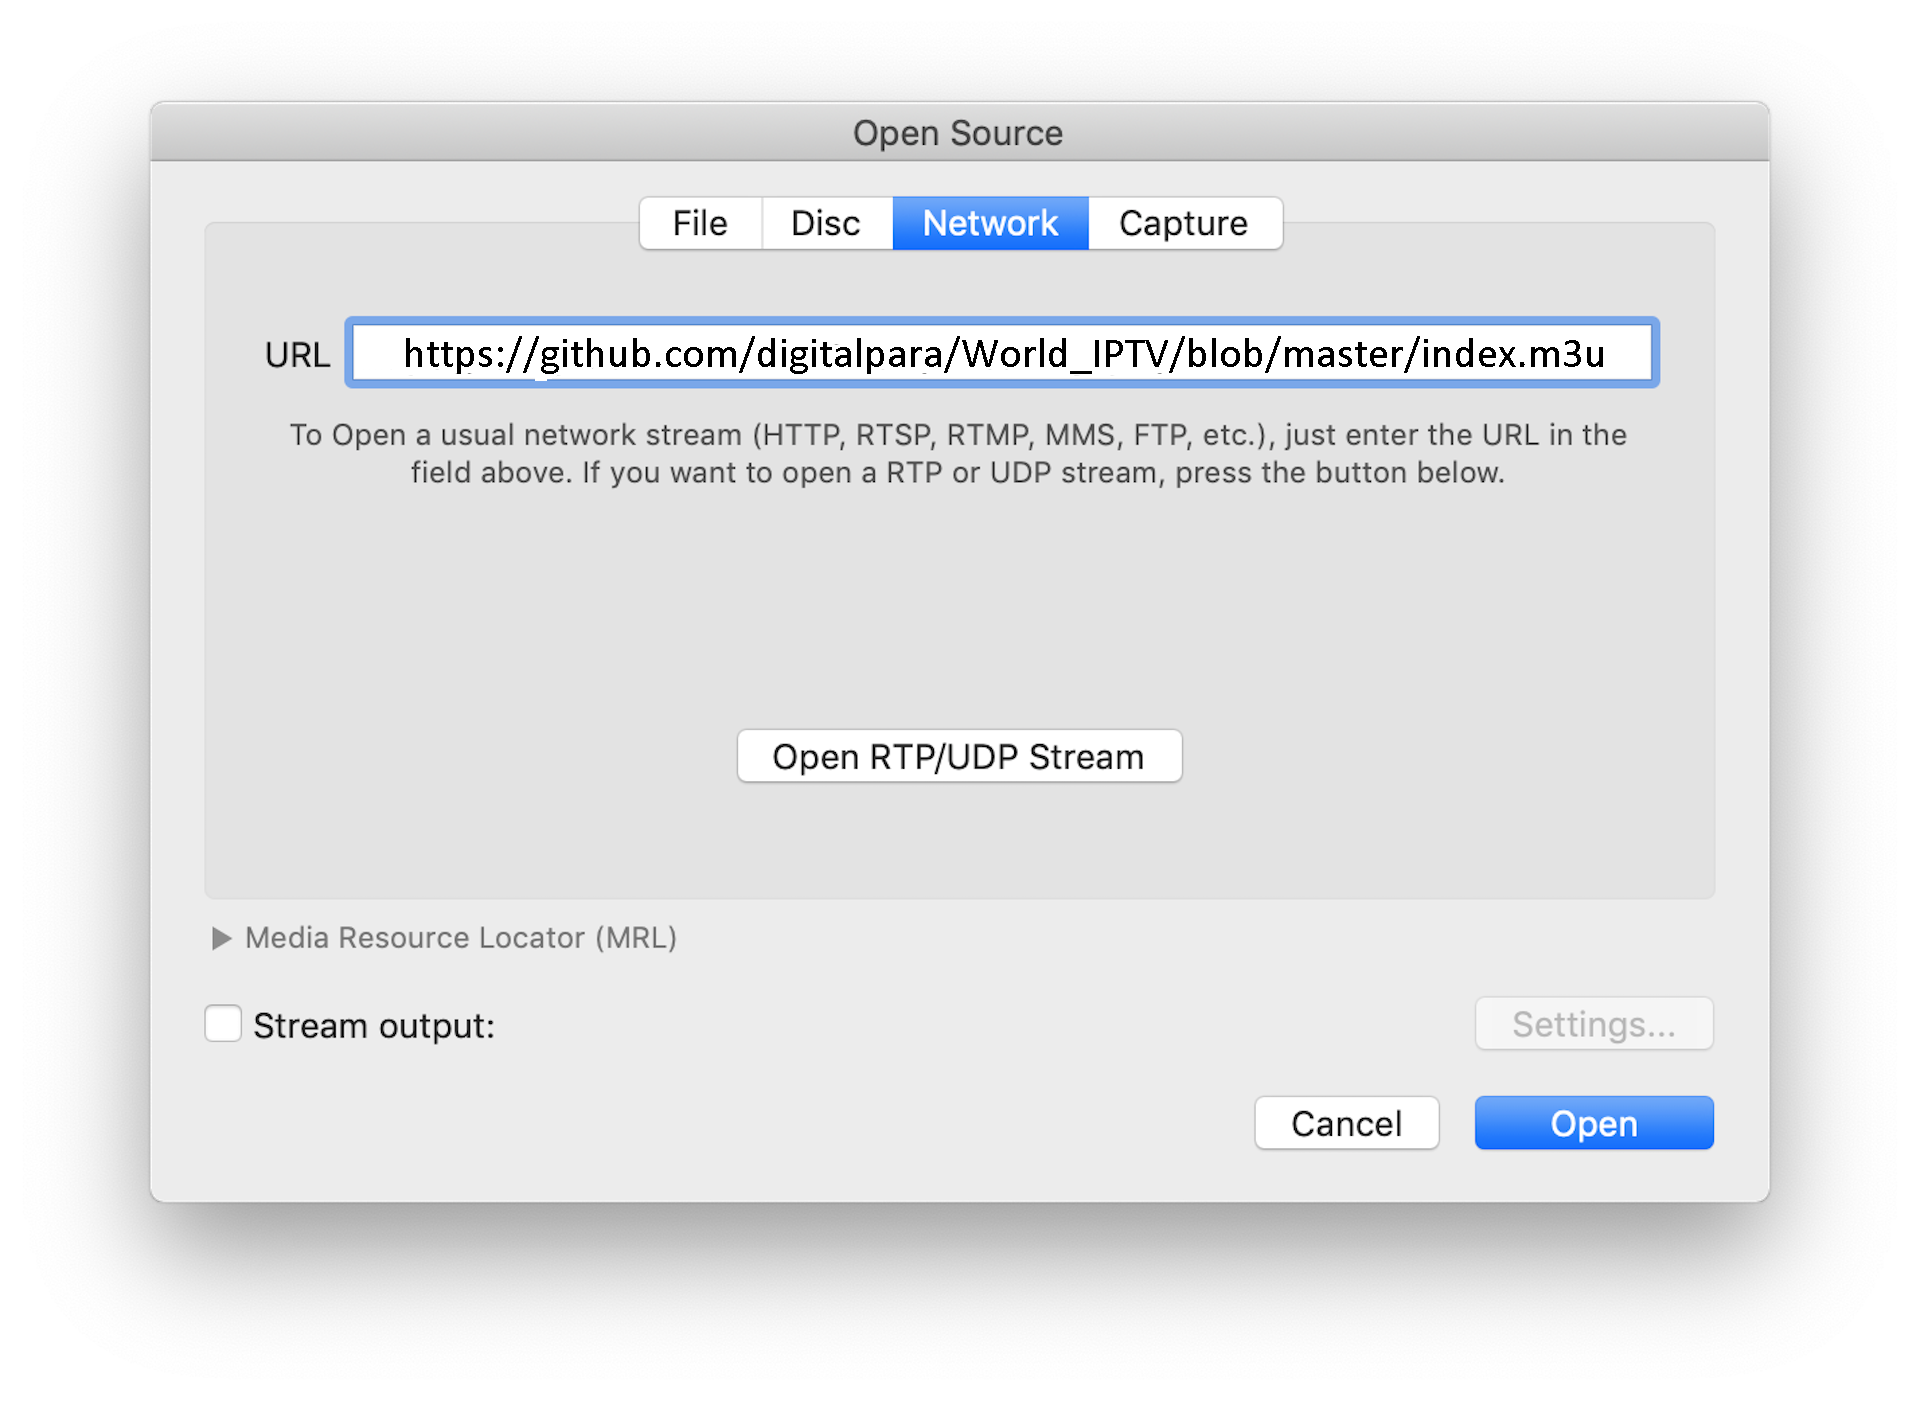 Open Source
File
Disc
Network
Capture
URL
https://github.com/digitalpara/World_IPTV/blob/master/index.m3u
To Open a usual network stream (HTTP, RTSP, RTMP, MMS, FTP, etc.), just enter the URL in the
field above. If you want to open a RTP or UDP stream, press the button below.
Open RTP/UDP Stream
Media Resource Locator (MRL)
Stream output:
Settings...
Cancel
Open